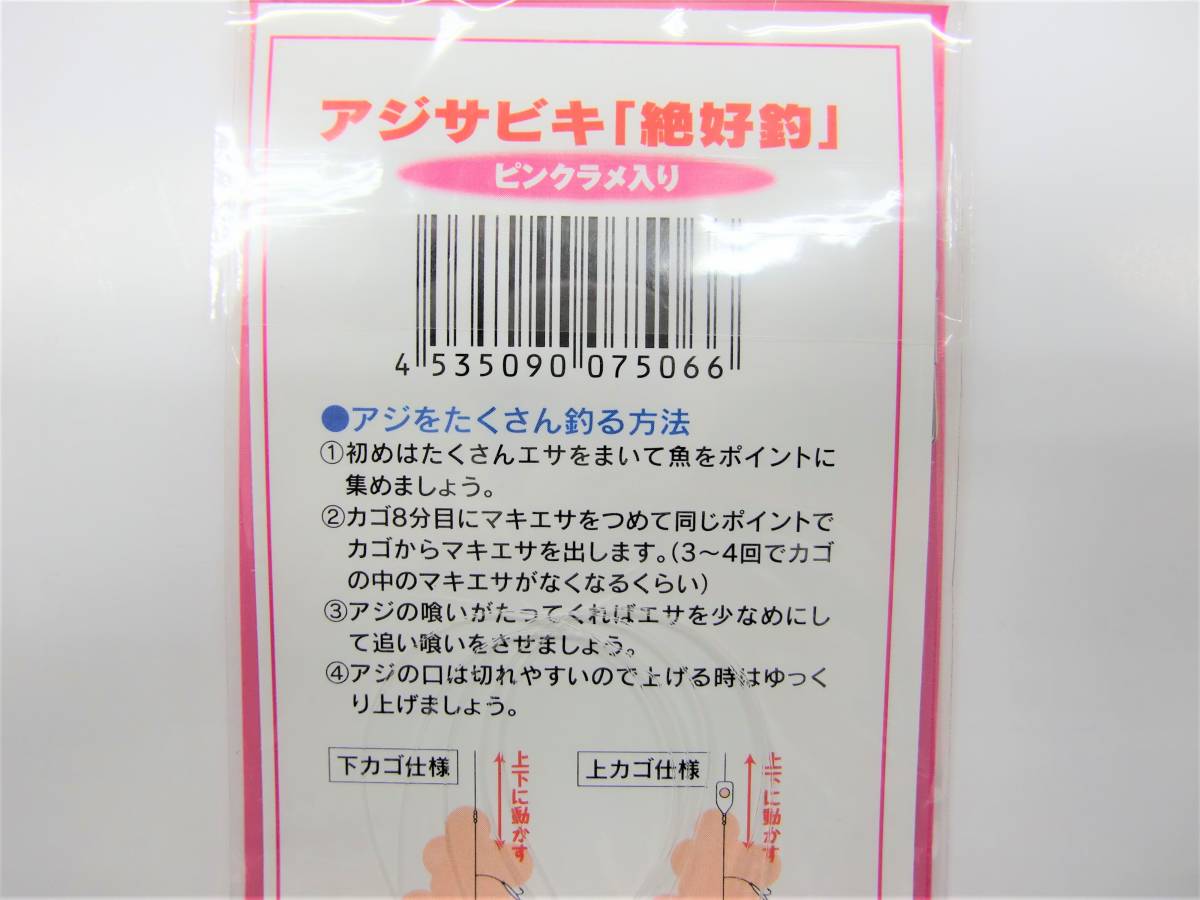 アジサビキ「絶好釣」
ピンクラメ入り
4 535090 075066
●アジをたくさん釣る方法
①初めはたくさんエサをまいて魚をポイントに
集めましょう。
②カゴ8分目にマキエサをつめて同じポイントで
カゴからマキエサを出します。(3〜4回でカゴ
の中のマキエサがなくなるくらい)
③アジの喰いがたってくればエサを少なめにし
て追い喰いをさせましょう。
④アジの口は切れやすいので上げる時はゆっく
り上げましょう。
下カゴ仕様
上下に動かす
上カゴ仕様
上下に動かす